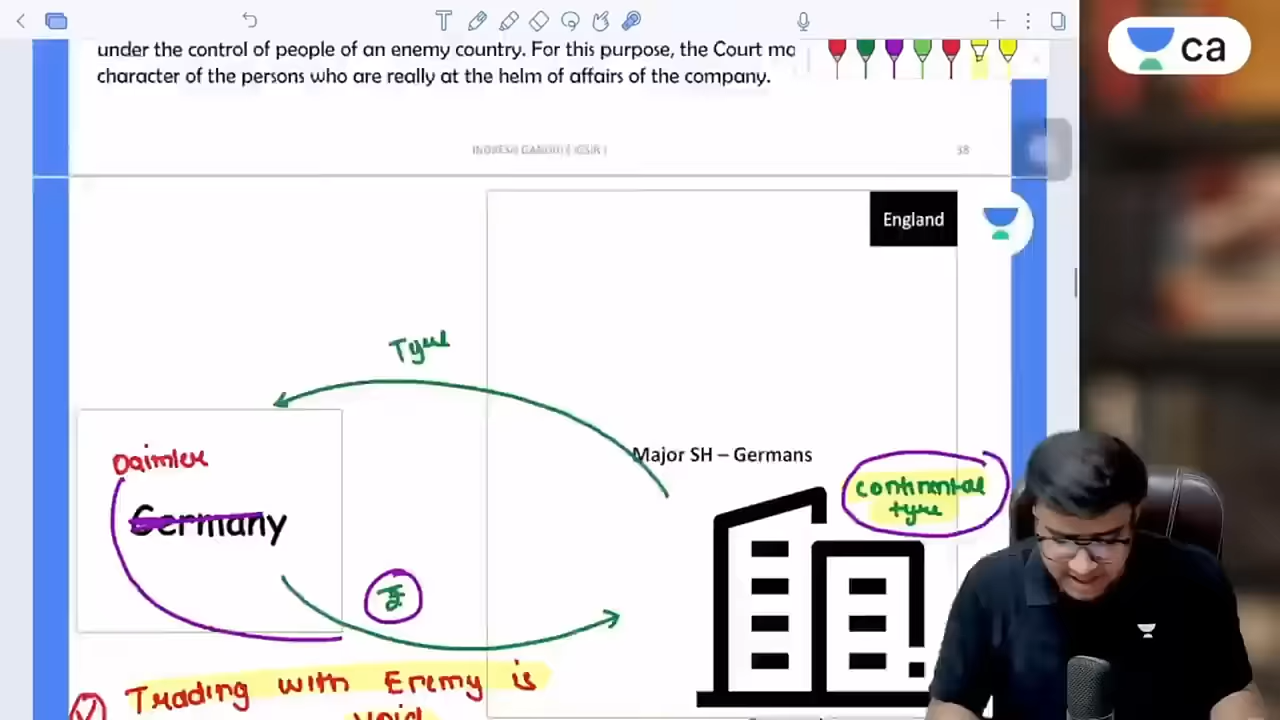 under the control of people of an enemy country. For this purpose, the Court
character of the persons who are really at the helm of affairs of the company.
ca
38
England
Tyre
Major SH – Germans
Daimler
continental
tyre
Germany
₹
Trading with Enemy is
void